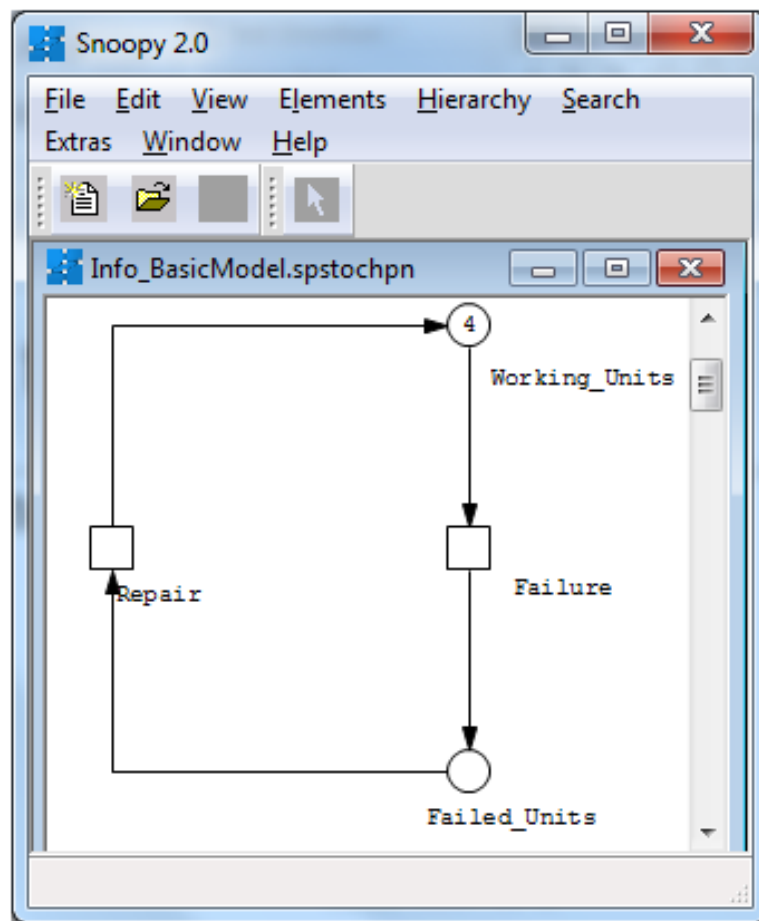 Snoopy 2.0
File Edit View Elements Hierarchy Search
Extras Window Help
Info_BasicModel.spstochpn
4
Working_Units
Repair
Failure
Failed_Units